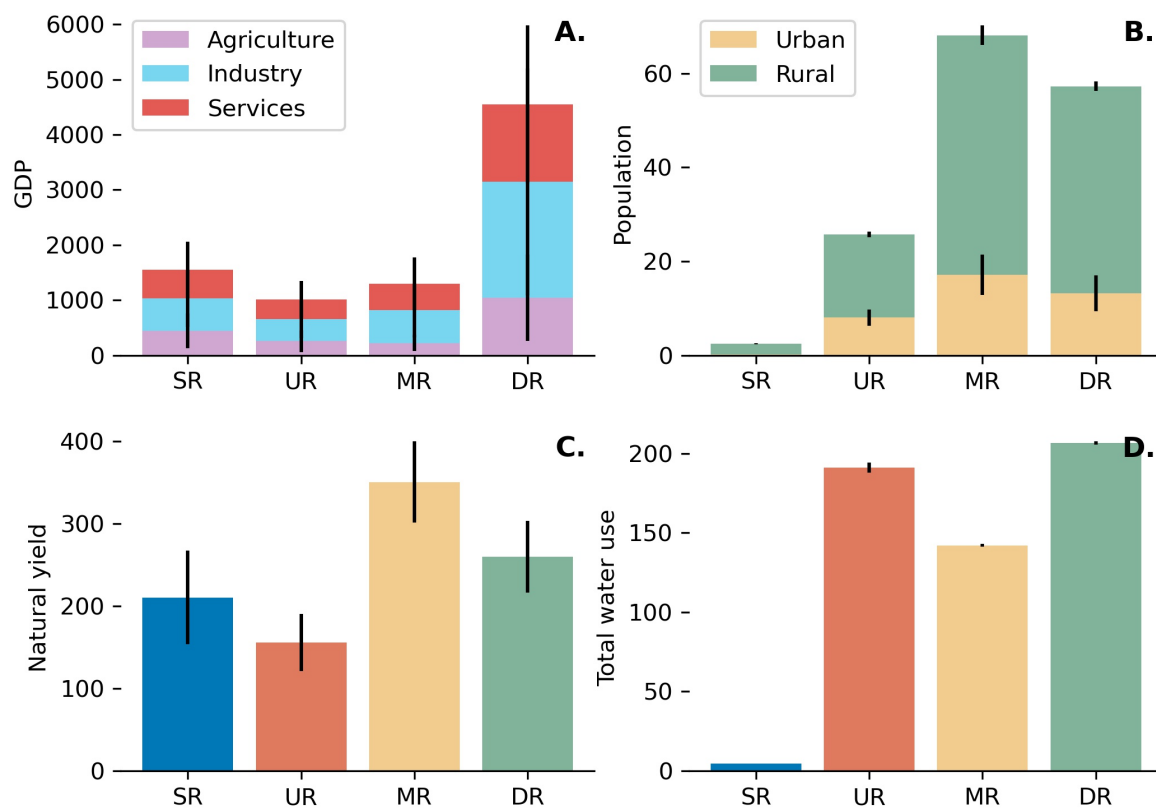 A.
GDP
6000
5000
4000
3000
2000
1000
0
Agriculture
Industry
Services
SR
UR
MR
DR
B.
Population
60
40
20
0
Urban
Rural
SR
UR
MR
DR
C.
Natural yield
400
300
200
100
0
SR
UR
MR
DR
D.
Total water use
200
150
100
50
0
SR
UR
MR
DR